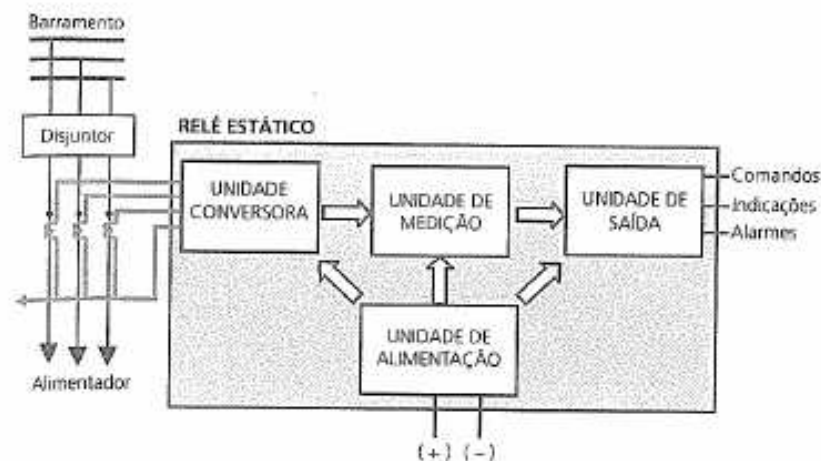 Barramento
Disjuntor
RELÉ ESTÁTICO
UNIDADE
CONVERSORA
UNIDADE DE
MEDIÇÃO
UNIDADE DE
SAÍDA
Comandos
Indicações
Alarmes
UNIDADE DE
ALIMENTAÇÃO
Alimentador
(+) (−)